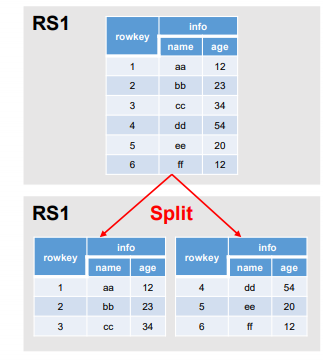 RS1
rowkey info
name age
1 aa 12
2 bb 23
3 cc 34
4 dd 54
5 ee 20
6 ff 12
RS1 Split
rowkey info
name age
1 aa 12
2 bb 23
3 cc 34
rowkey info
name age
4 dd 54
5 ee 20
6 ff 12